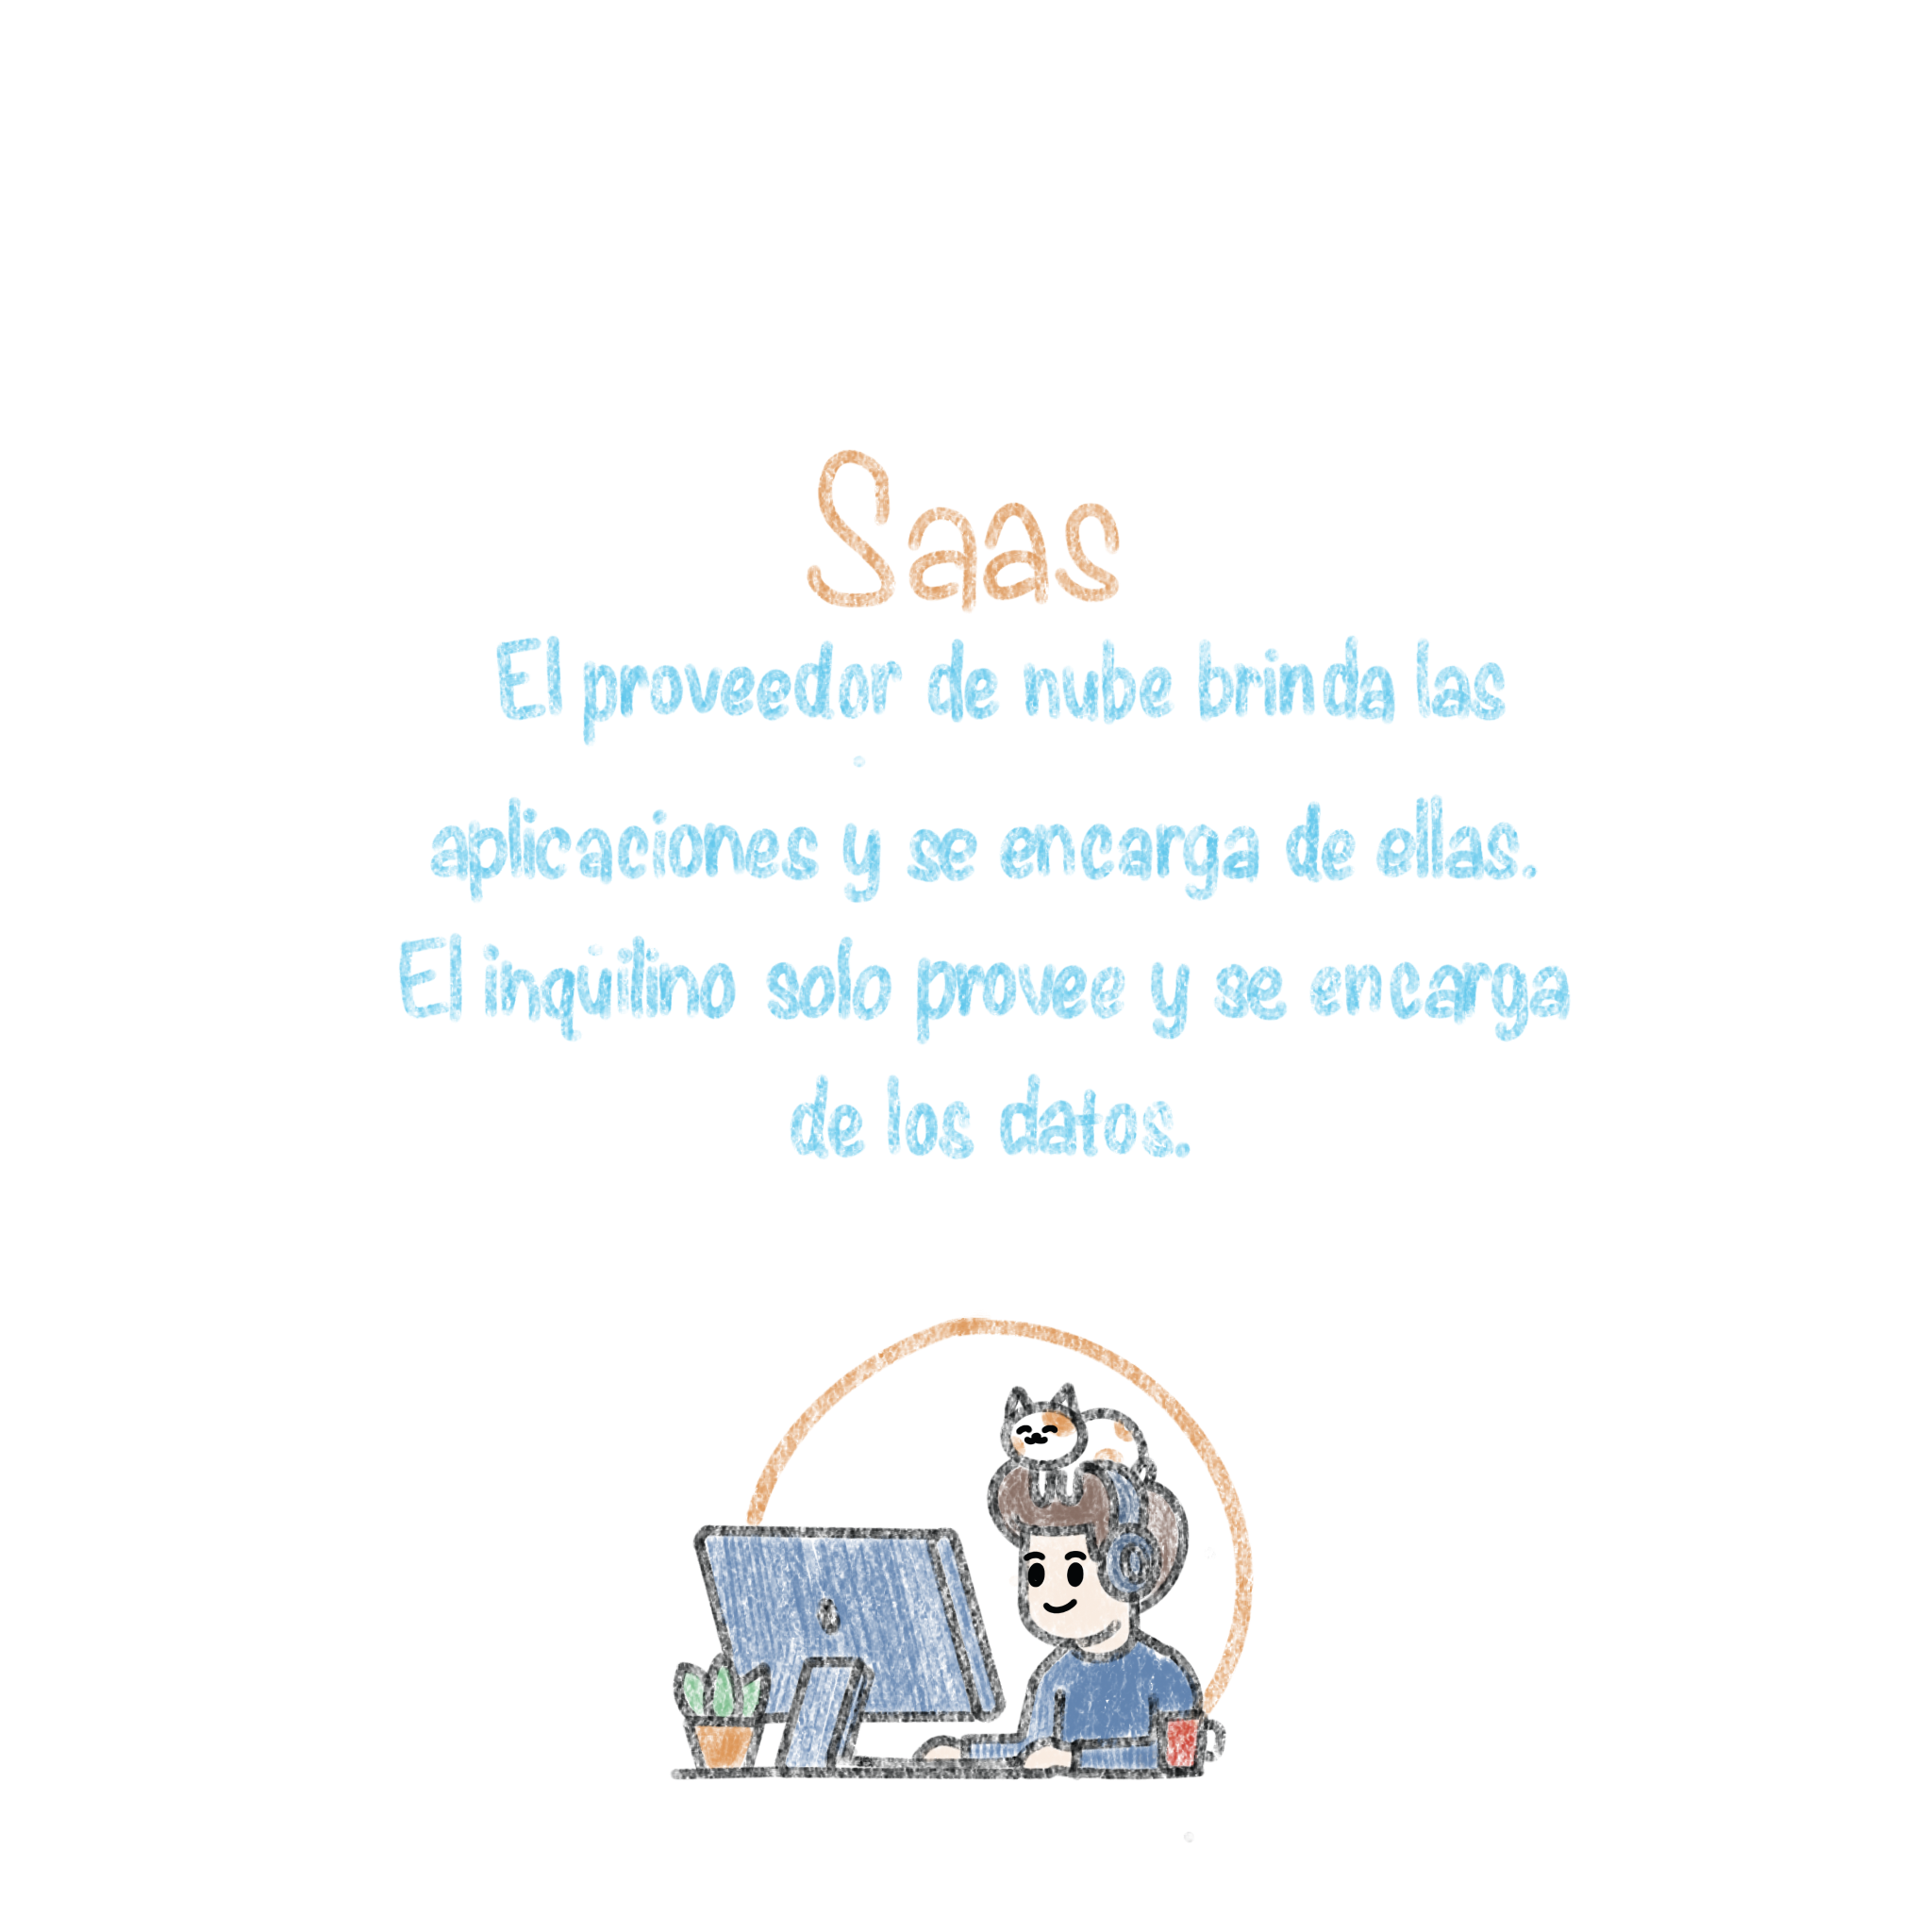 Saas
El proveedor de nube brinda las
aplicaciones y se encarga de ellas.
El inquilino solo provee y se encarga
de los datos.